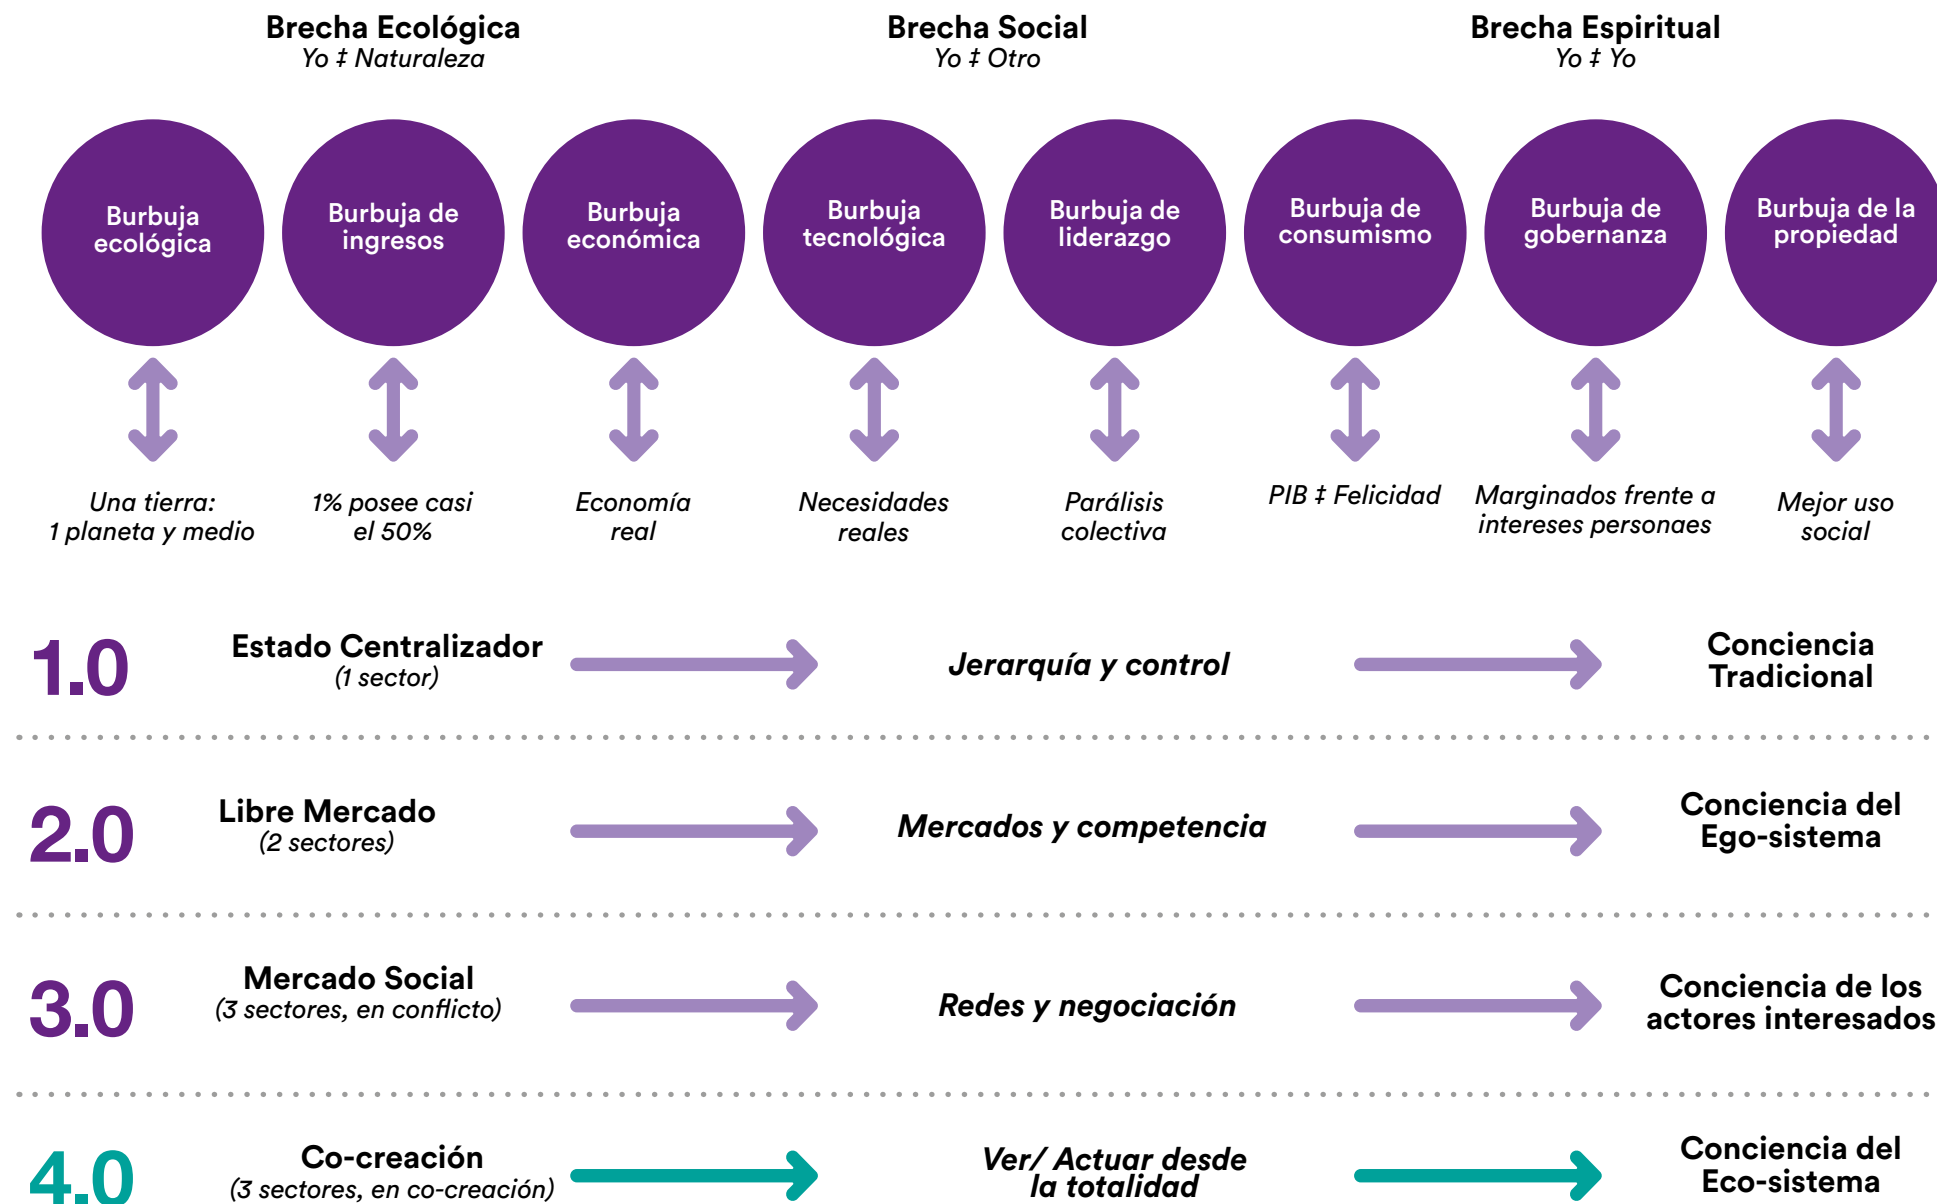 Brecha Ecológica
Yo ‡ Naturaleza
Brecha Social
Yo ‡ Otro
Brecha Espiritual
Yo ‡ Yo
Burbuja
ecológica
Burbuja de
ingresos
Burbuja
económica
Burbuja
tecnológica
Burbuja de
liderazgo
Burbuja de
consumismo
Burbuja de
gobernanza
Burbuja de la
propiedad
Una tierra:
1 planeta y medio
1% posee casi
el 50%
Economía
real
Necesidades
reales
Parálisis
colectiva
PIB ‡ Felicidad
Marginados frente a
intereses personaes
Mejor uso
social
1.0
Estado Centralizador
(1 sector)
Jerarquía y control
Conciencia
Tradicional
2.0
Libre Mercado
(2 sectores)
Mercados y competencia
Conciencia del
Ego-sistema
3.0
Mercado Social
(3 sectores, en conflicto)
Redes y negociación
Conciencia de los
actores interesados
4.0
Co-creación
(3 sectores, en co-creación)
Ver/ Actuar desde
la totalidad
Conciencia del
Eco-sistema